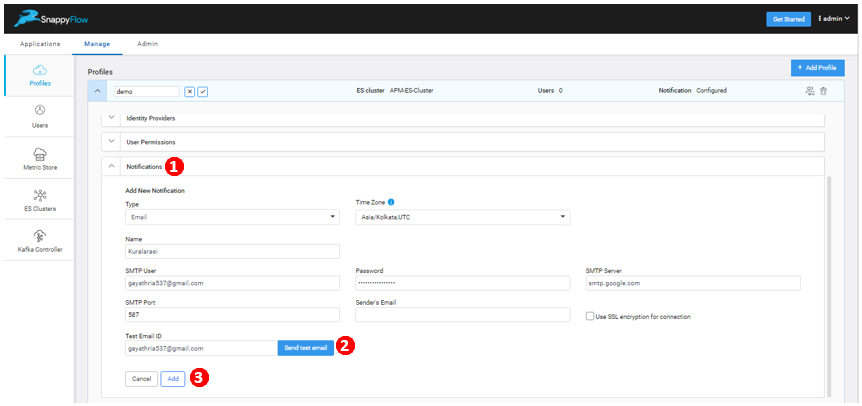 SnappyFlow
Get Started
admin
Applications Manage Admin
Profiles
Users
Metric Store
ES Clusters
Kafka Controller
Profiles
+ Add Profile
demo ES cluster APM-ES-Cluster Users 0 Notification Configured
Identity Providers
User Permissions
Notifications 1
Add New Notification
Type Time Zone i
Email Asia/Kolkata,UTC
Name
Kuralarasi
SMTP User Password SMTP Server
gayathria537@gmail.com •••••••••••••••• smtp.google.com
SMTP Port Sender's Email
587 Use SSL encryption for connection
Test Email ID
gayathria537@gmail.com Send test email 2
Cancel Add 3